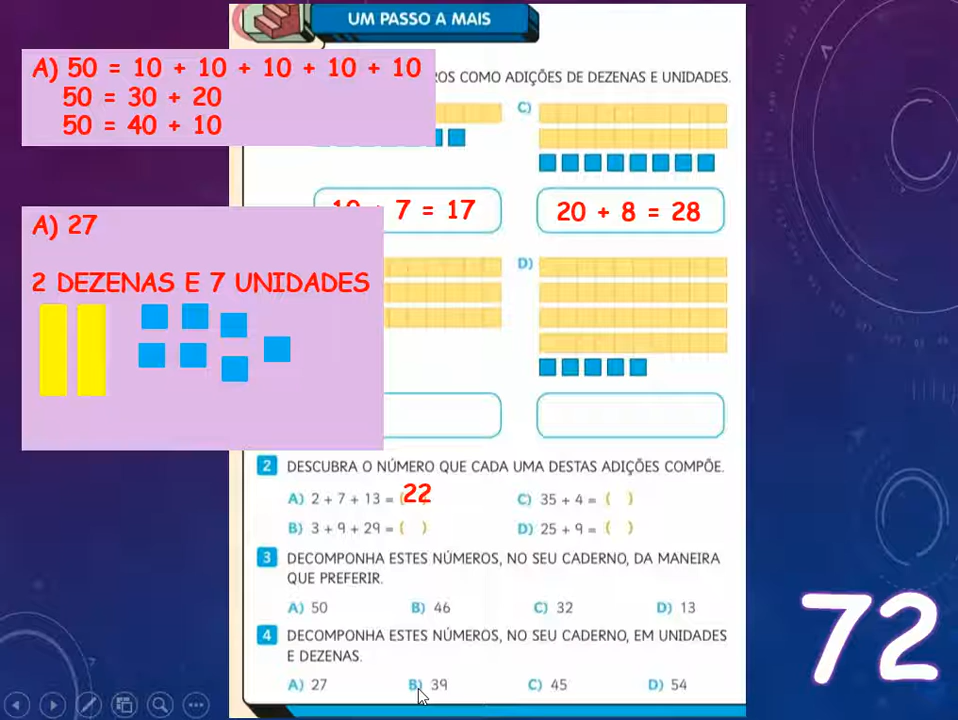 UM PASSO A MAIS
A) 50 = 10 + 10 + 10 + 10 + 10
50 = 30 + 20
50 = 40 + 10
COMO ADIÇÕES DE DEZENAS E UNIDADES.
C)
7 = 17
20 + 8 = 28
A) 27
2 DEZENAS E 7 UNIDADES
D)
2 DESCUBRA O NÚMERO QUE CADA UMA DESTAS ADIÇÕES COMPÕE.
A) 2 + 7 + 13 = ( 22
C) 35 + 4 = ( )
B) 3 + 9 + 29 = ( )
D) 25 + 9 = ( )
3 DECOMPONHA ESTES NÚMEROS, NO SEU CADERNO, DA MANEIRA
QUE PREFERIR.
A) 50 B) 46 C) 32 D) 13
4 DECOMPONHA ESTES NÚMEROS, NO SEU CADERNO, EM UNIDADES
E DEZENAS.
A) 27 B) 39 C) 45 D) 54
72